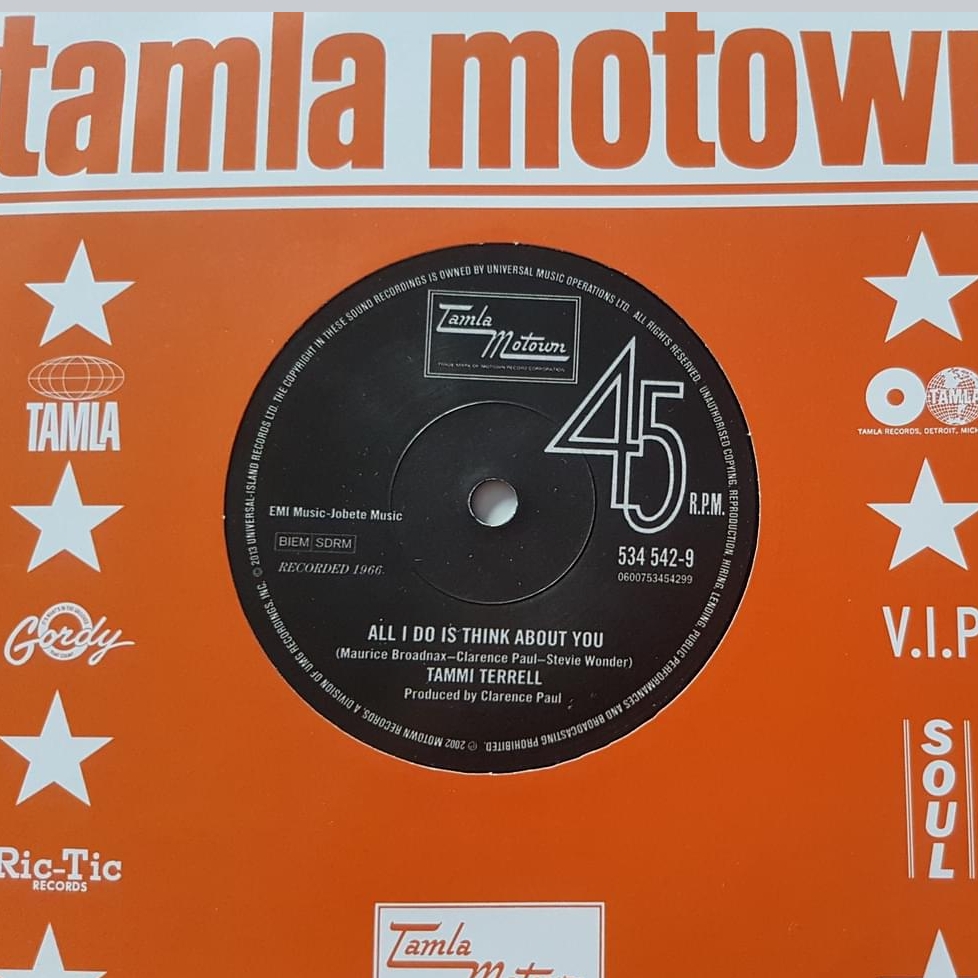 tamla motown
TAMLA
Gordy
Ric-Tic
RECORDS
TAMLA
TAMLA RECORDS, DETROIT, MICH
V.I.P
SOUL
Tamla
Motown
TRADE MARK OF MOTOWN RECORD CORPORATION
45
R.P.M.
EMI Music-Jobete Music
BIEM SDRM
RECORDED 1966.
534 542-9
0600753454299
ALL I DO IS THINK ABOUT YOU
(Maurice Broadnax–Clarence Paul–Stevie Wonder)
TAMMI TERRELL
Produced by Clarence Paul
℗ 2002 MOTOWN RECORDS, A DIVISION OF UMG RECORDINGS, INC. © 2013 UNIVERSAL-ISLAND RECORDS LTD. THE COPYRIGHT IN THESE SOUND RECORDINGS IS OWNED BY UNIVERSAL MUSIC OPERATIONS LTD. ALL RIGHTS RESERVED. UNAUTHORISED COPYING, REPRODUCTION, HIRING, LENDING, PUBLIC PERFORMANCES AND BROADCASTING PROHIBITED.
Tamla
Motown